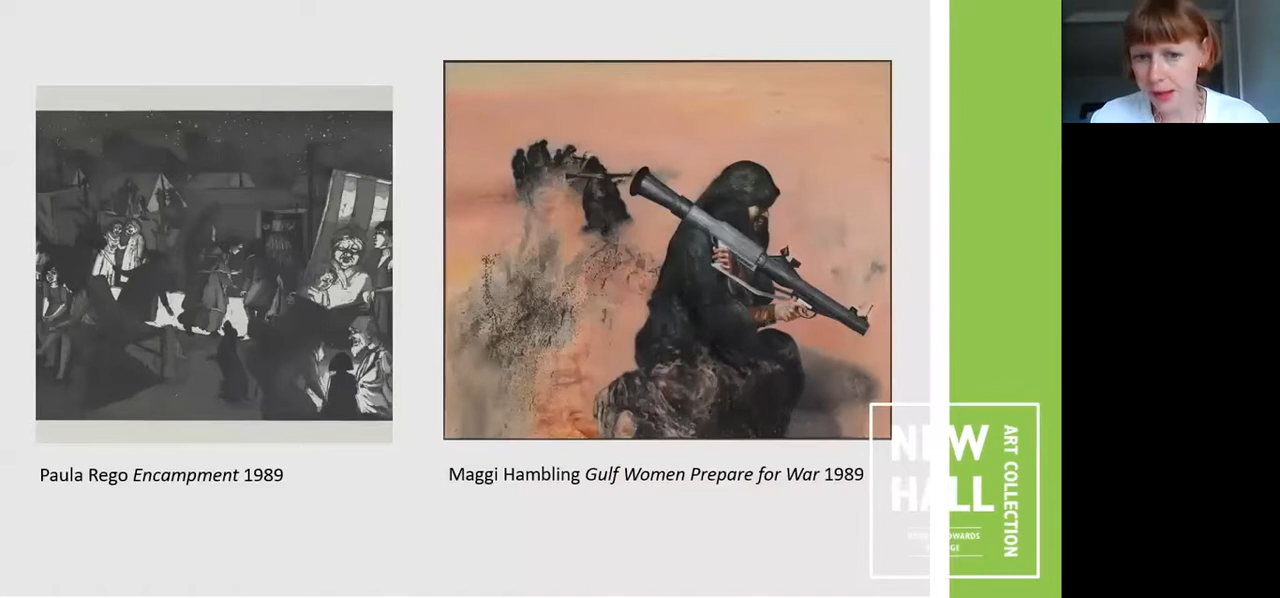 Paula Rego Encampment 1989
Maggi Hambling Gulf Women Prepare for War 1989
NEW
HALL
ART COLLECTION